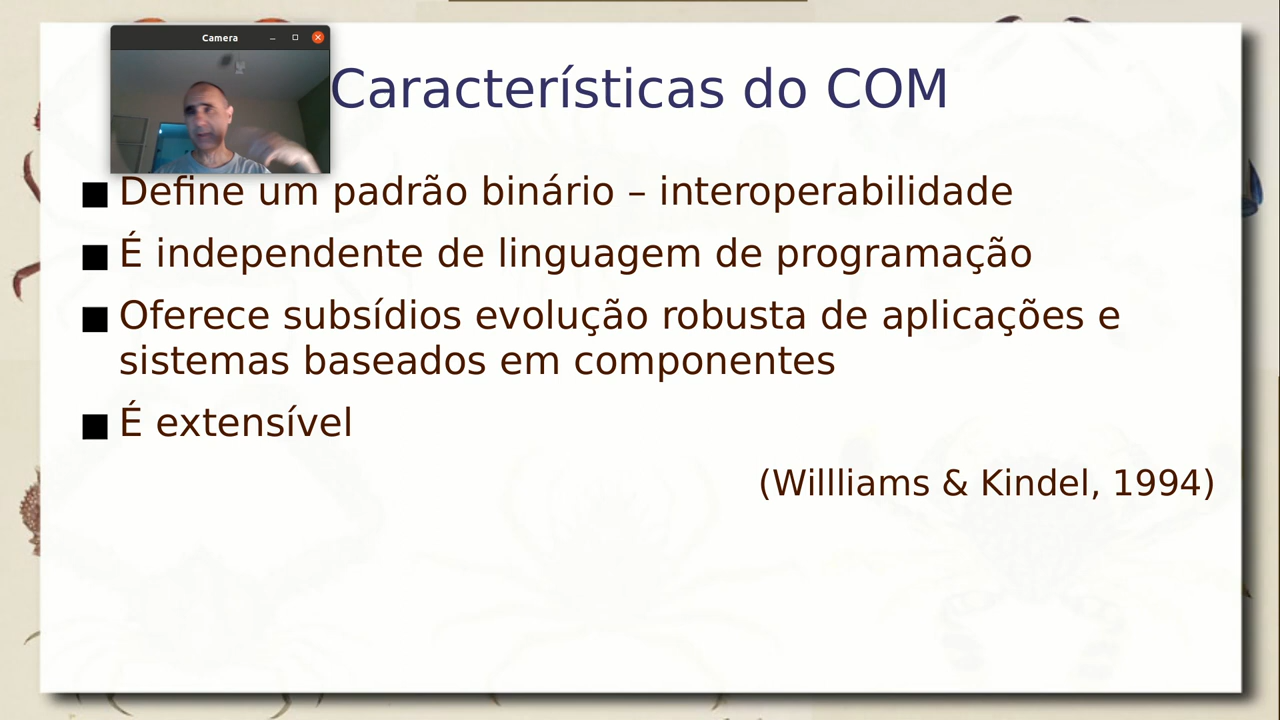 Camera
Características do COM
■ Define um padrão binário – interoperabilidade
■ É independente de linguagem de programação
■ Oferece subsídios evolução robusta de aplicações e
sistemas baseados em componentes
■ É extensível
(Willliams & Kindel, 1994)